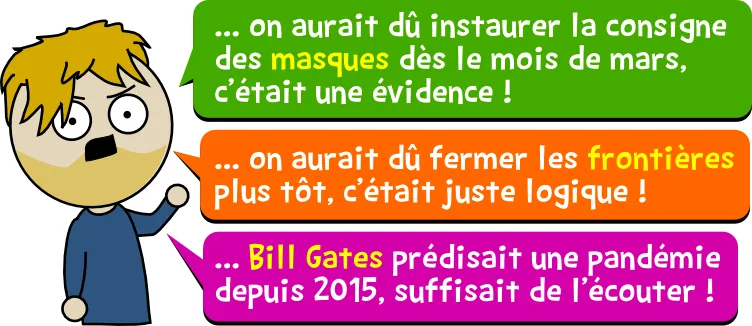 ... on aurait dû instaurer la consigne
des masques dès le mois de mars,
c'était une évidence !
... on aurait dû fermer les frontières
plus tôt, c'était juste logique !
... Bill Gates prédisait une pandémie
depuis 2015, suffisait de l'écouter !